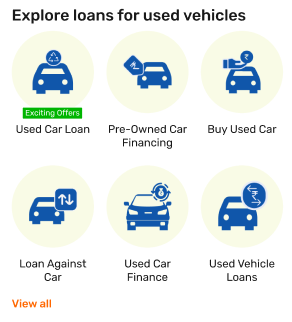 Explore loans for used vehicles
Exciting Offers
Used Car Loan
Pre-Owned Car
Financing
Buy Used Car
Loan Against
Car
Used Car
Finance
Used Vehicle
Loans
View all